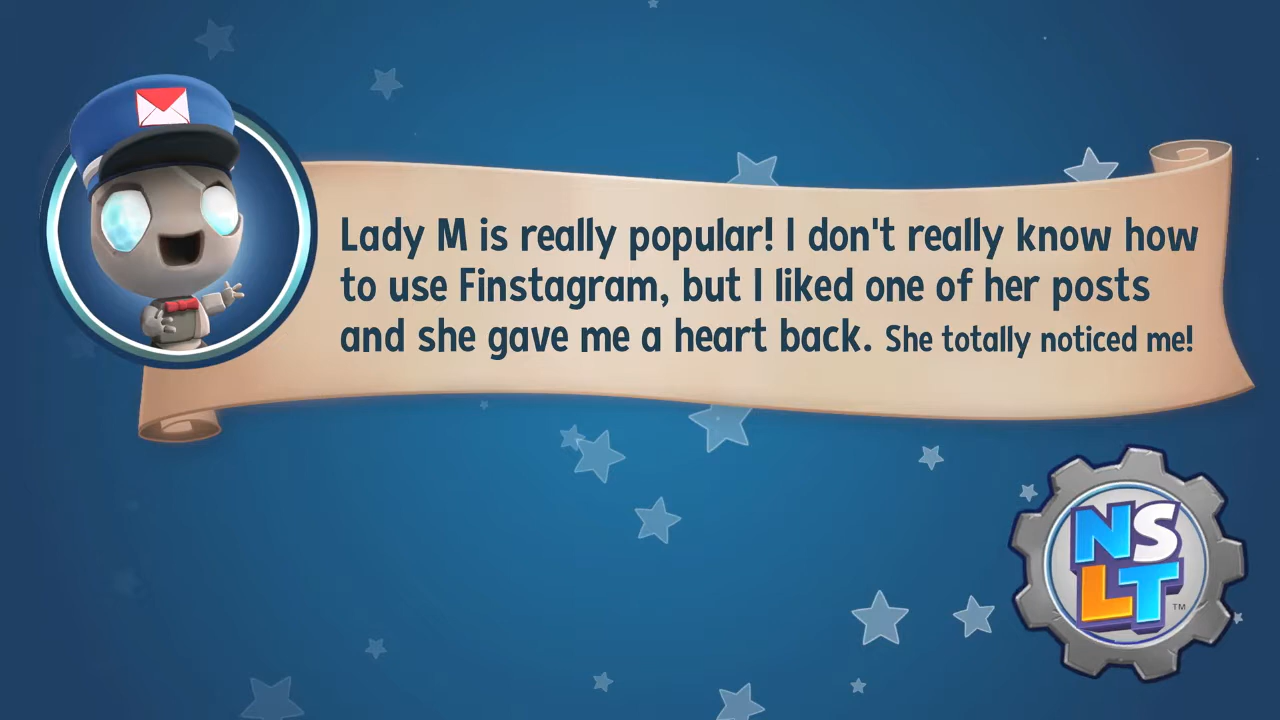 Lady M is really popular! I don't really know how
to use Finstagram, but I liked one of her posts
and she gave me a heart back. She totally noticed me!
NS
LT
TM